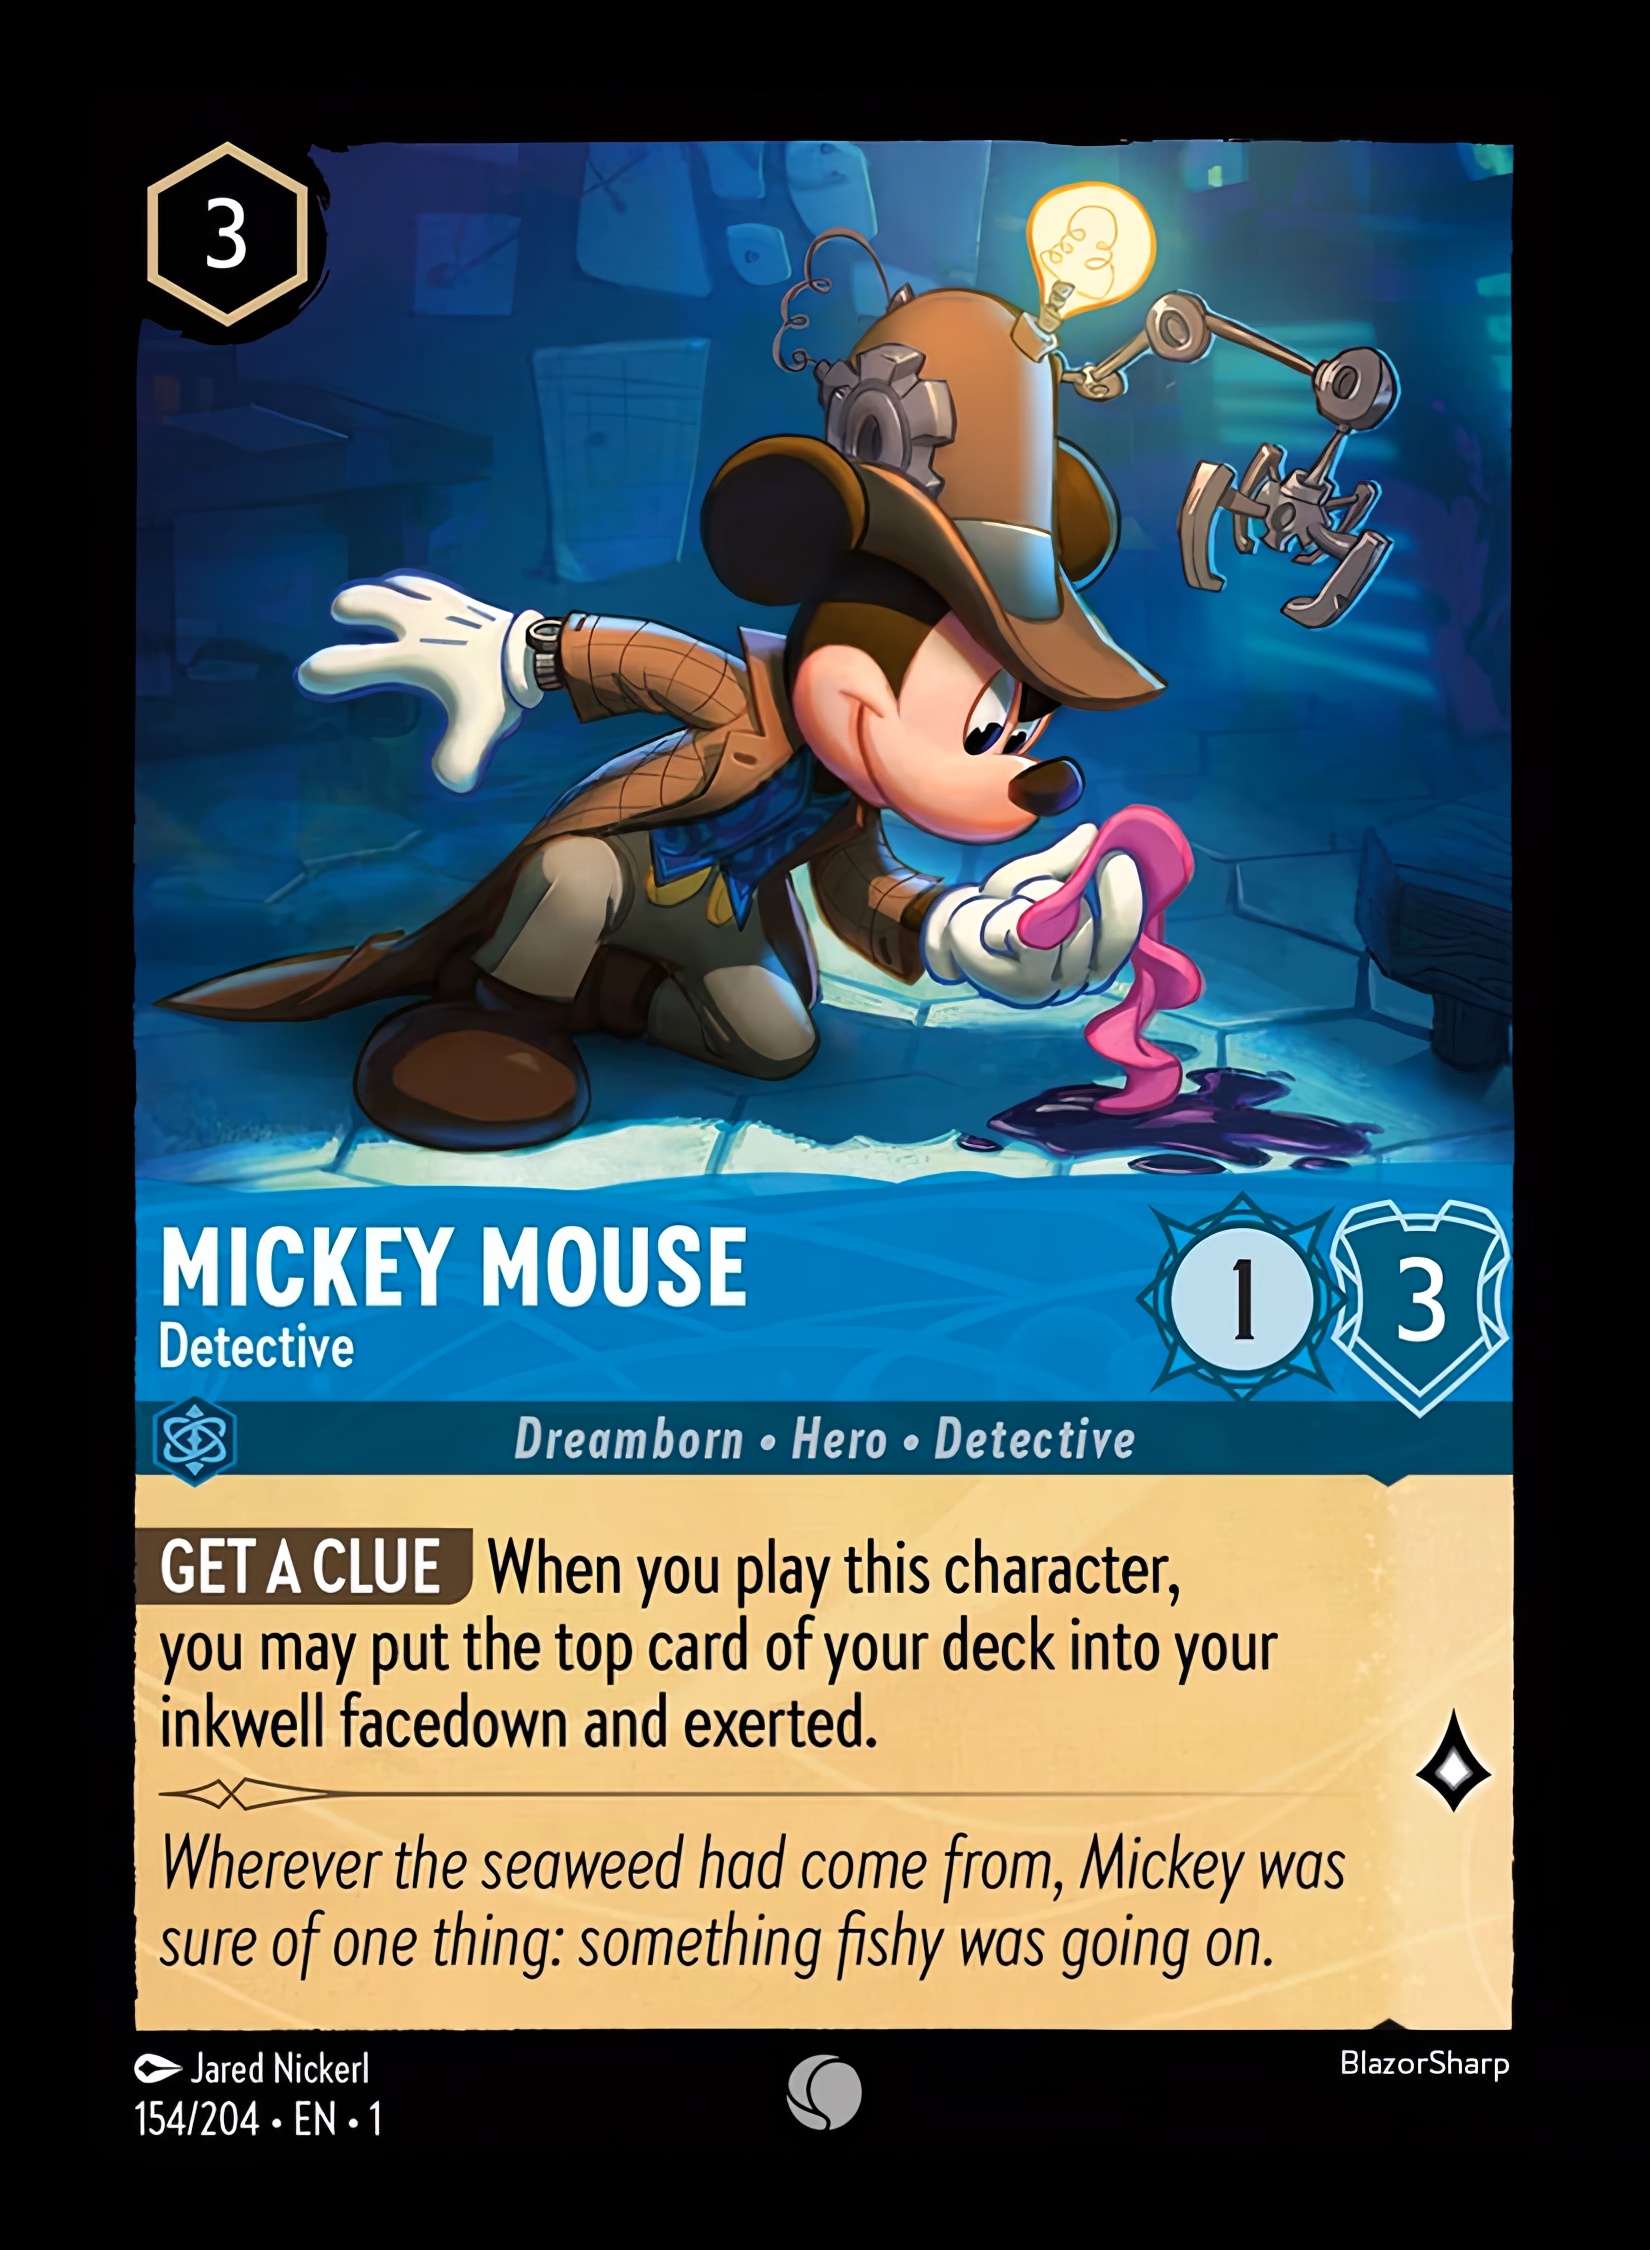 3
MICKEY MOUSE
Detective
1
3
Dreamborn • Hero • Detective
GET A CLUE When you play this character,
you may put the top card of your deck into your
inkwell facedown and exerted.
Wherever the seaweed had come from, Mickey was
sure of one thing: something fishy was going on.
Jared Nickerl
BlazorSharp
154/204 • EN • 1